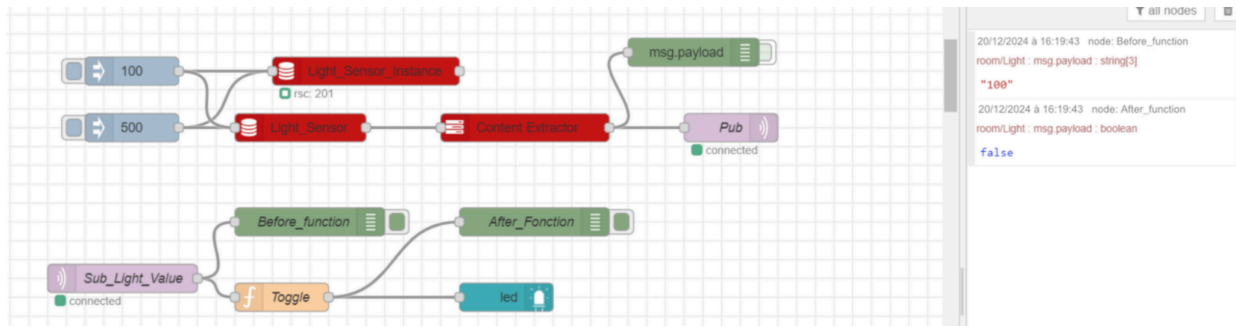 all nodes
100
Light_Sensor_Instance
msg.payload
rsc: 201
500
Light_Sensor
Content Extractor
Pub
connected
Before_function
After_Fonction
Sub_Light_Value
connected
Toggle
led
20/12/2024 à 16:19:43 node: Before_function
room/Light : msg.payload : string[3]
"100"
20/12/2024 à 16:19:43 node: After_function
room/Light : msg.payload : boolean
false